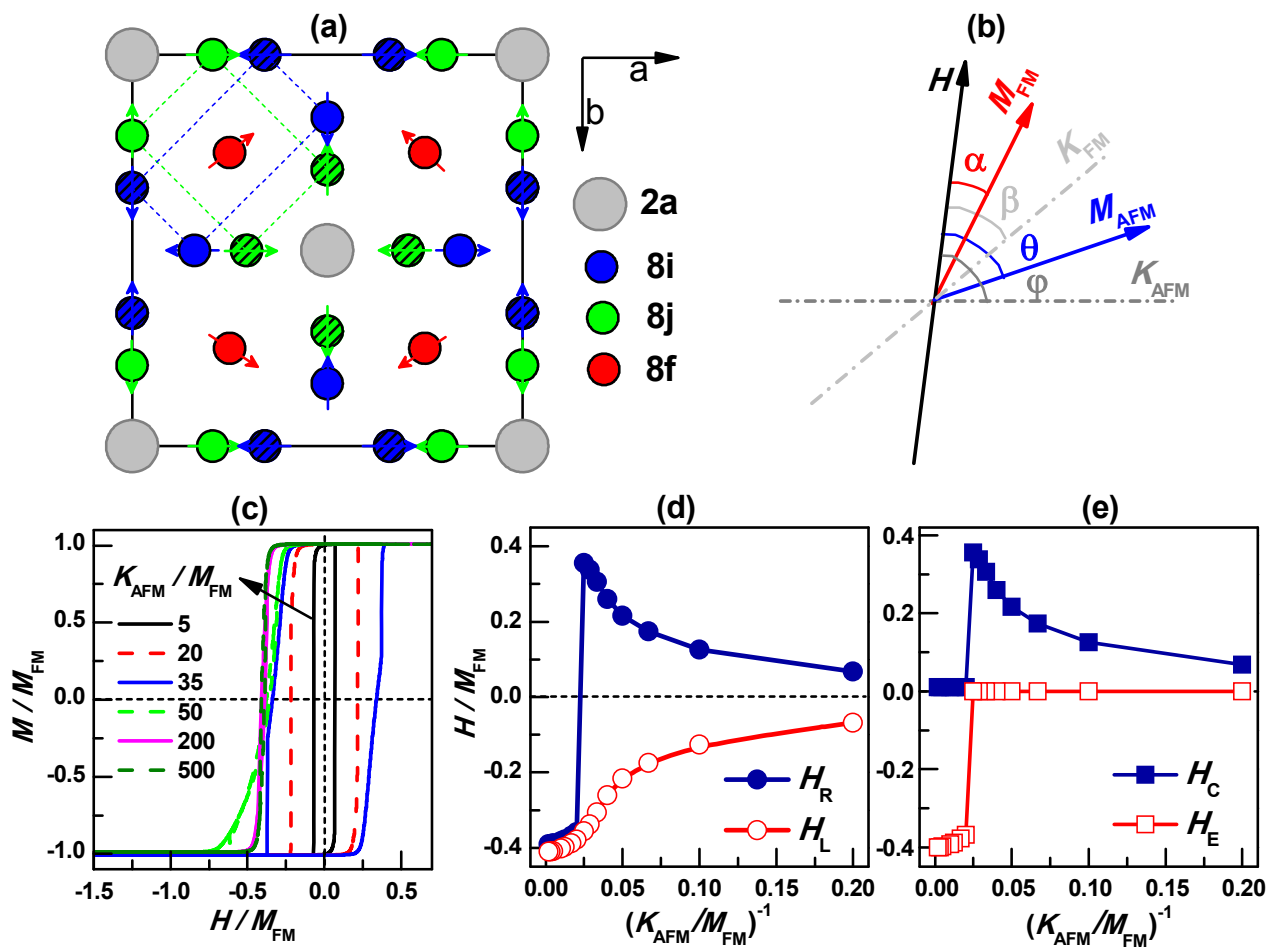 (a)
a
b
2a
8i
8j
8f
(b)
H
M_FM
K_FM
M_AFM
K_AFM
α
β
θ
φ
(c)
K_AFM / M_FM
5
20
35
50
200
500
M / M_FM
1.0
0.5
0.0
-0.5
-1.0
-1.5 -1.0 -0.5 0.0 0.5
H / M_FM
(d)
H / M_FM
0.4
0.2
0.0
-0.2
-0.4
H_R
H_L
0.00 0.05 0.10 0.15 0.20
(K_AFM/M_FM)^-1
(e)
0.4
0.2
0.0
-0.2
-0.4
H_C
H_E
0.00 0.05 0.10 0.15 0.20
(K_AFM/M_FM)^-1